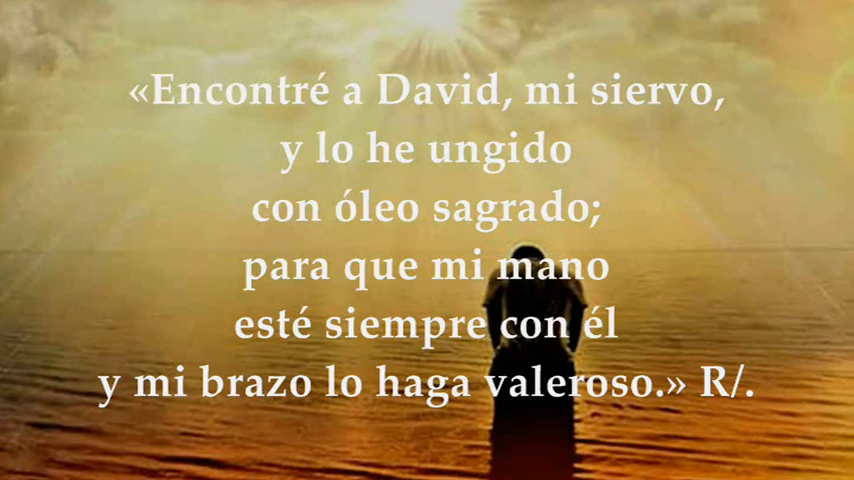 «Encontré a David, mi siervo,
y lo he ungido
con óleo sagrado;
para que mi mano
esté siempre con él
y mi brazo lo haga valeroso.» R/.